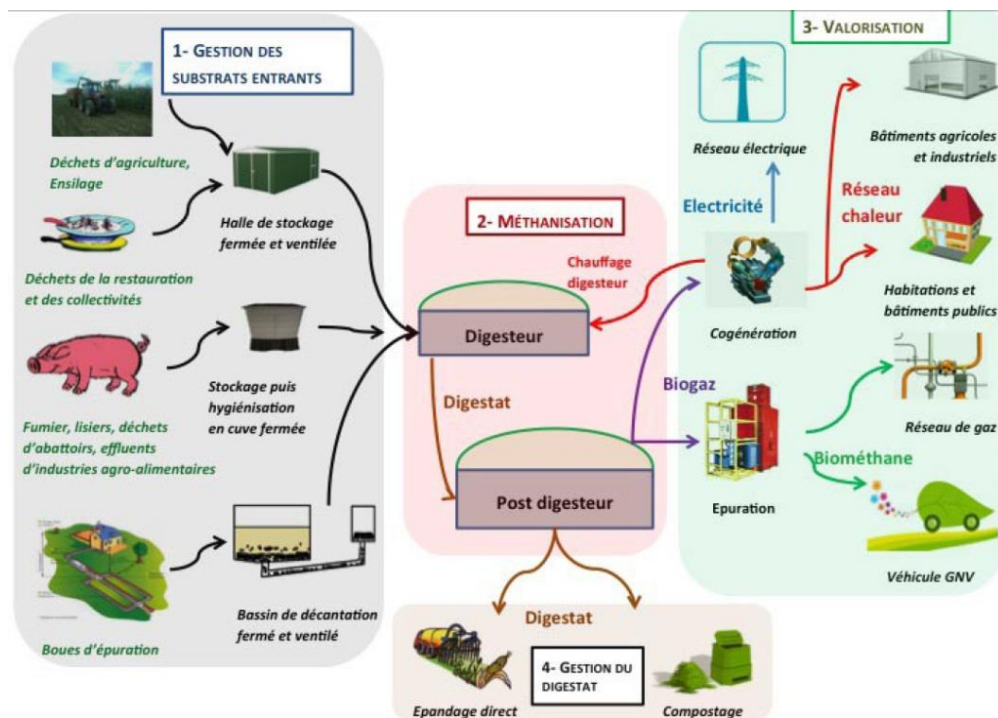 1- GESTION DES
SUBSTRATS ENTRANTS
Déchets d'agriculture,
Ensilage
Halle de stockage
fermée et ventilée
Déchets de la restauration
et des collectivités
Stockage puis
hygiénisation
en cuve fermée
Fumier, lisiers, déchets
d'abattoirs, effluents
d'industries agro-alimentaires
Bassin de décantation
fermé et ventilé
Boues d'épuration
2- MÉTHANISATION
Chauffage
digesteur
Digesteur
Digestat
Biogaz
Post digesteur
3- VALORISATION
Réseau électrique
Bâtiments agricoles
et industriels
Electricité
Réseau
chaleur
Cogénération
Habitations et
bâtiments publics
Réseau de gaz
Biométhane
Epuration
Véhicule GNV
Digestat
4- GESTION DU
DIGESTAT
Epandage direct
Compostage